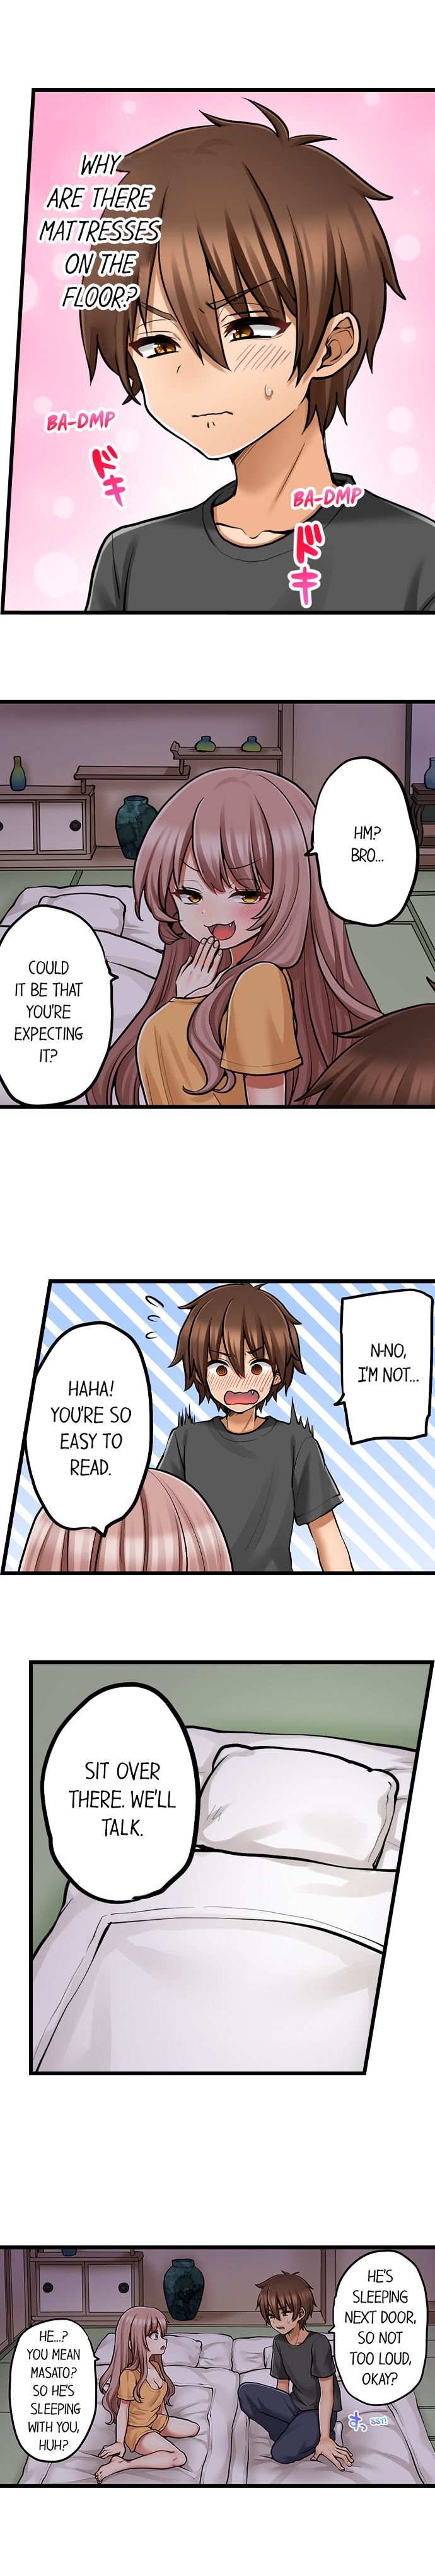 WHY
ARE THERE
MATTRESSES
ON THE
FLOOR?
BA-DMP
ドキ
BA-DMP
ドキ
HM?
BRO...
COULD
IT BE THAT
YOU'RE
EXPECTING
IT?
N-NO,
I'M NOT...
HAHA!
YOU'RE SO
EASY TO
READ.
SIT OVER
THERE. WE'LL
TALK.
HE'S
SLEEPING
NEXT DOOR,
SO NOT
TOO LOUD,
OKAY?
すっ
SST!
HE...?
YOU MEAN
MASATO?
SO HE'S
SLEEPING
WITH YOU,
HUH?